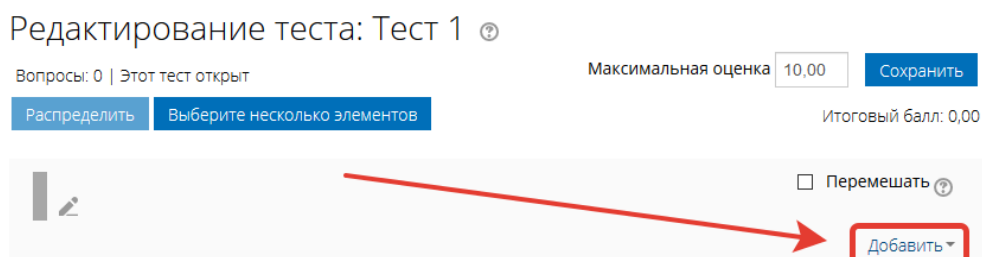 Редактирование теста: Тест 1
Вопросы: 0 | Этот тест открыт
Максимальная оценка 10,00 Сохранить
Распределить Выберите несколько элементов
Итоговый балл: 0,00
Перемешать
Добавить